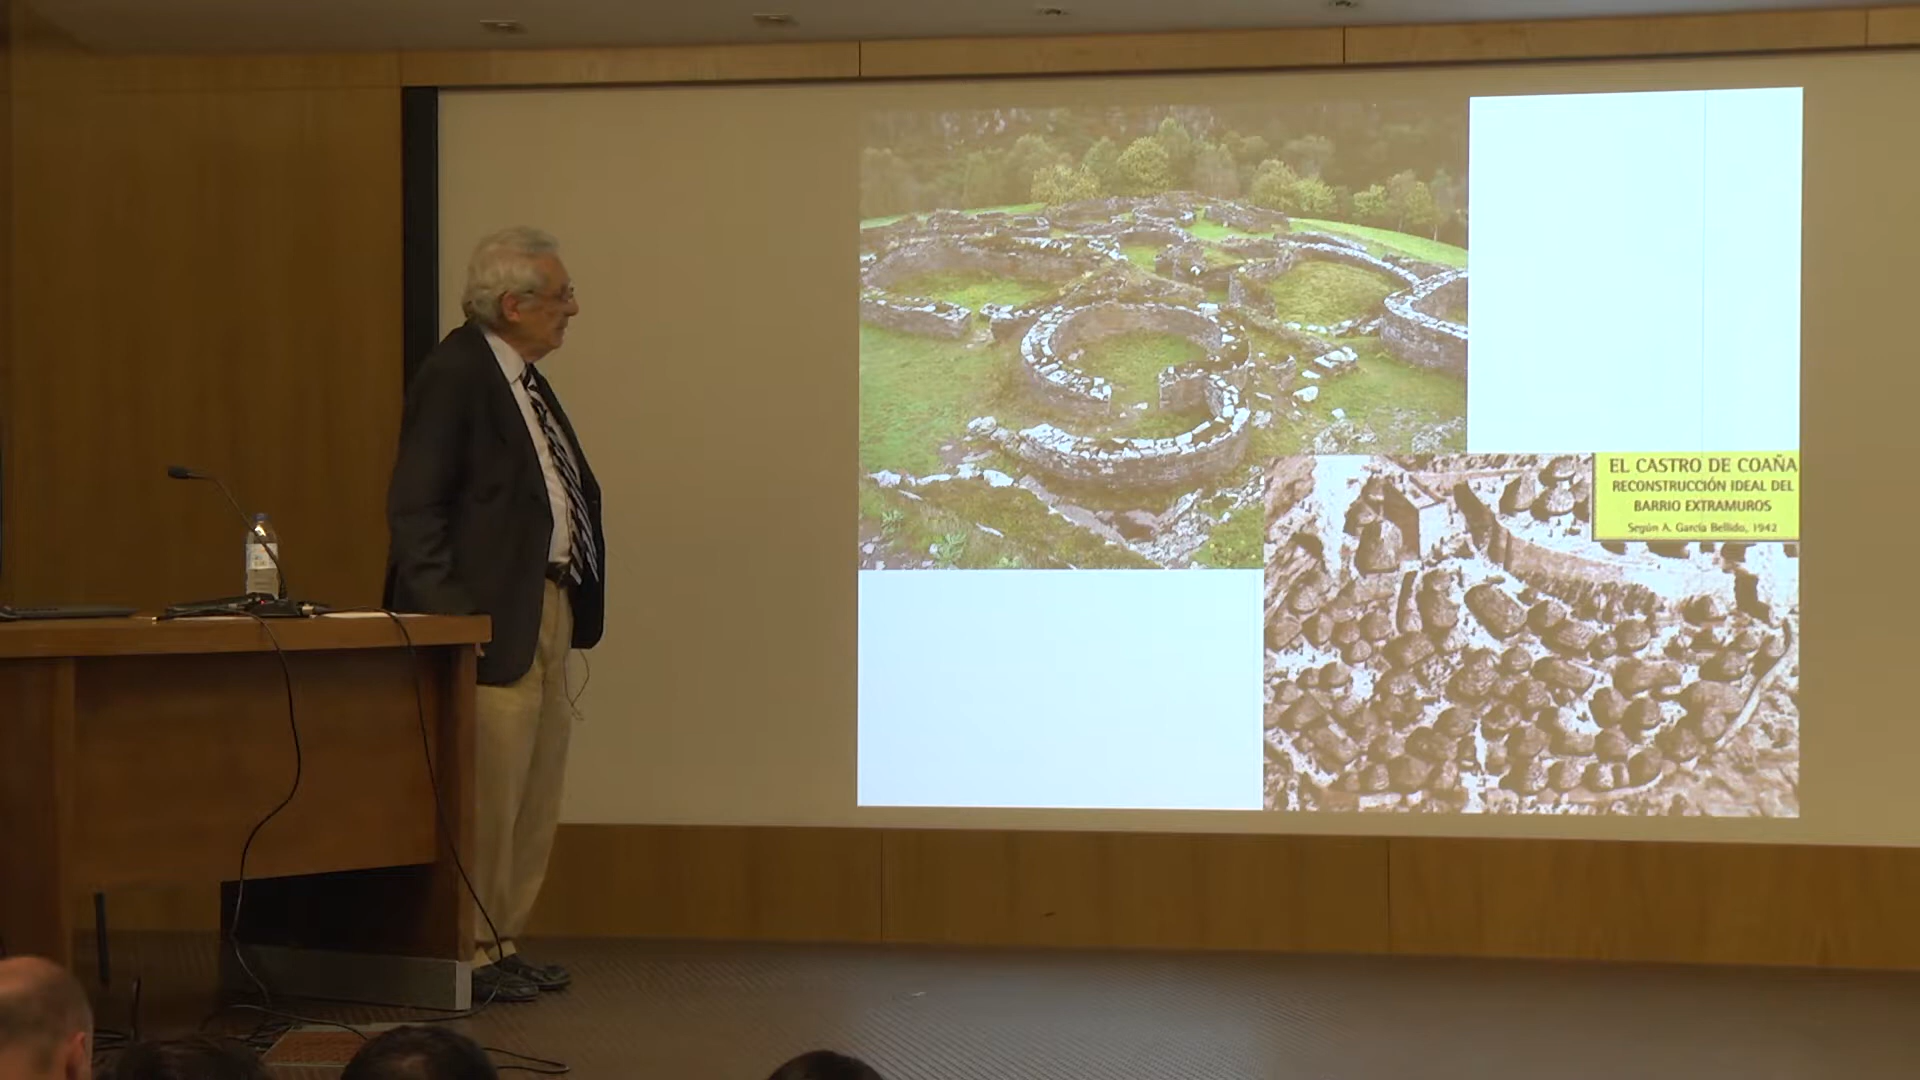 EL CASTRO DE COAÑA
RECONSTRUCCIÓN IDEAL DEL
BARRIO EXTRAMUROS
Según A. García Bellido, 1942